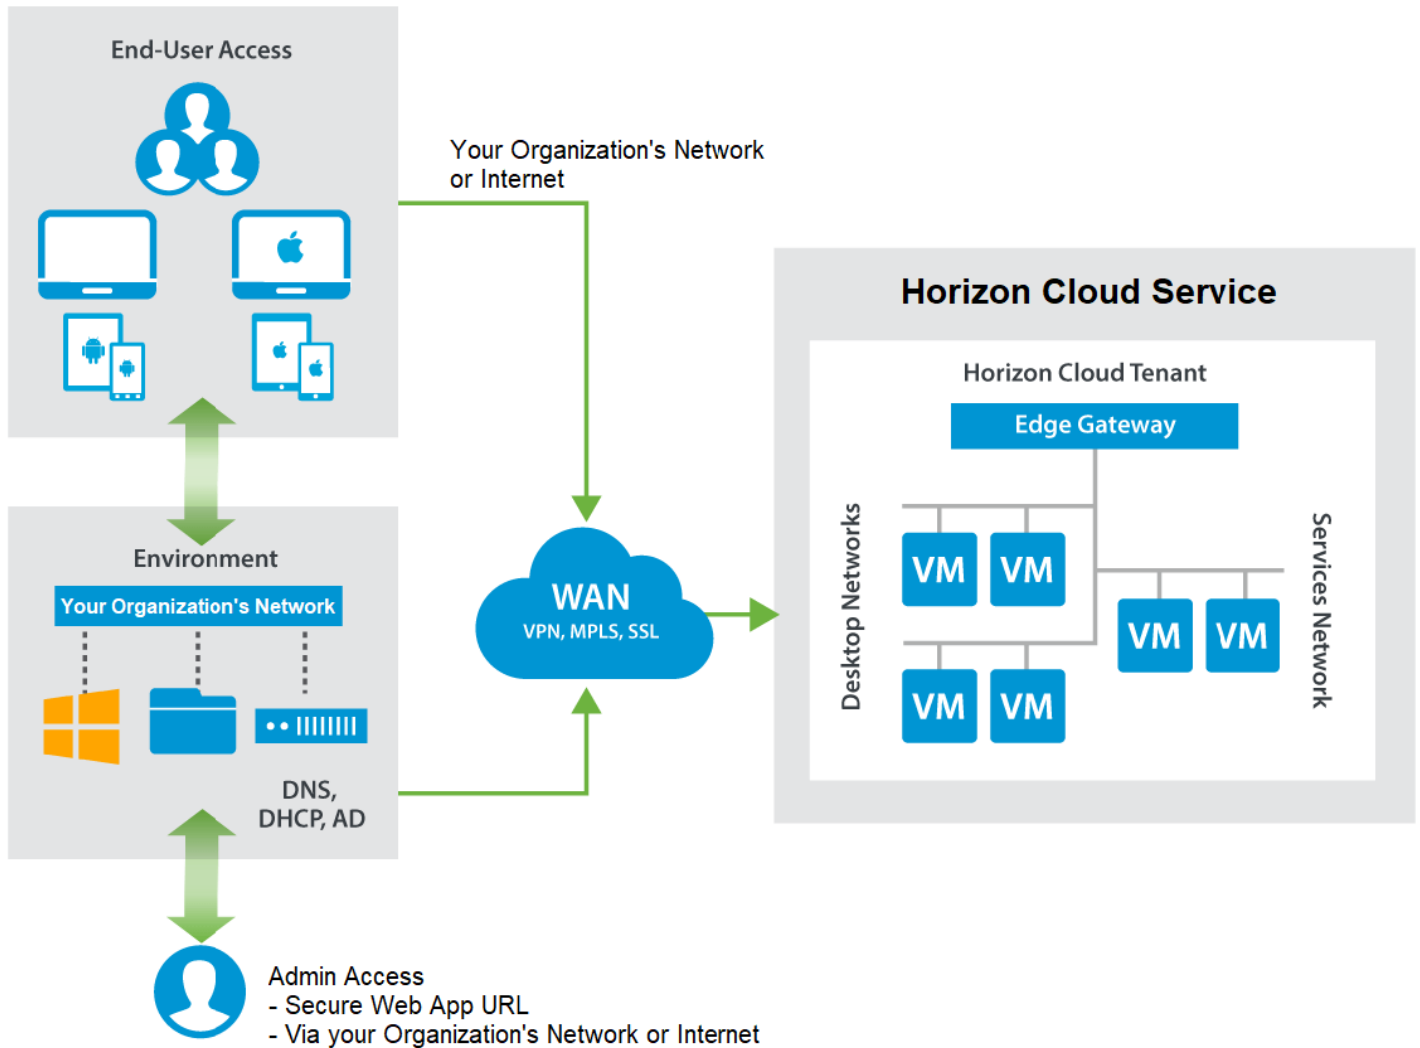 End-User Access
Your Organization's Network
or Internet
Environment
Your Organization's Network
DNS,
DHCP, AD
Admin Access
- Secure Web App URL
- Via your Organization's Network or Internet
WAN
VPN, MPLS, SSL
Horizon Cloud Service
Horizon Cloud Tenant
Edge Gateway
Desktop Networks
VM VM
VM VM
VM VM
Services Network